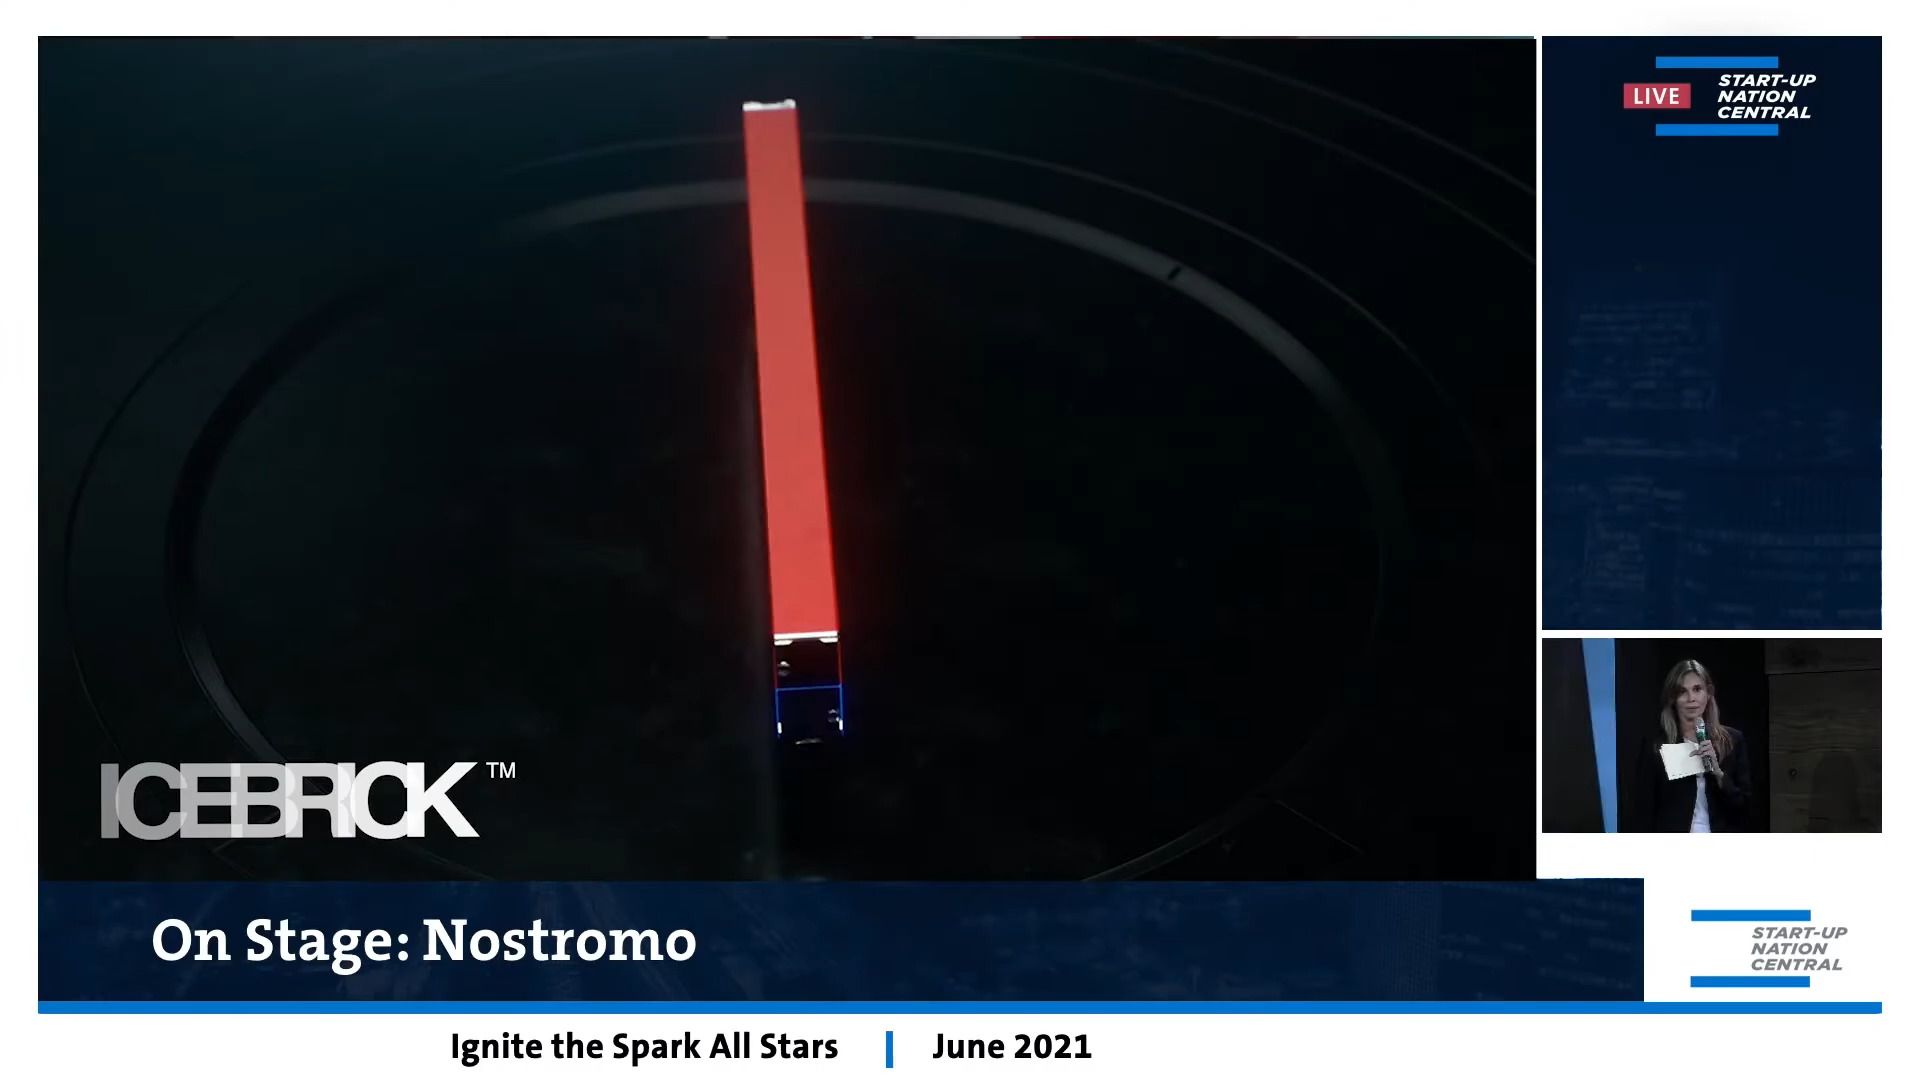 LIVE
START-UP
NATION
CENTRAL
ICEBRICK™
On Stage: Nostromo
START-UP
NATION
CENTRAL
Ignite the Spark All Stars | June 2021